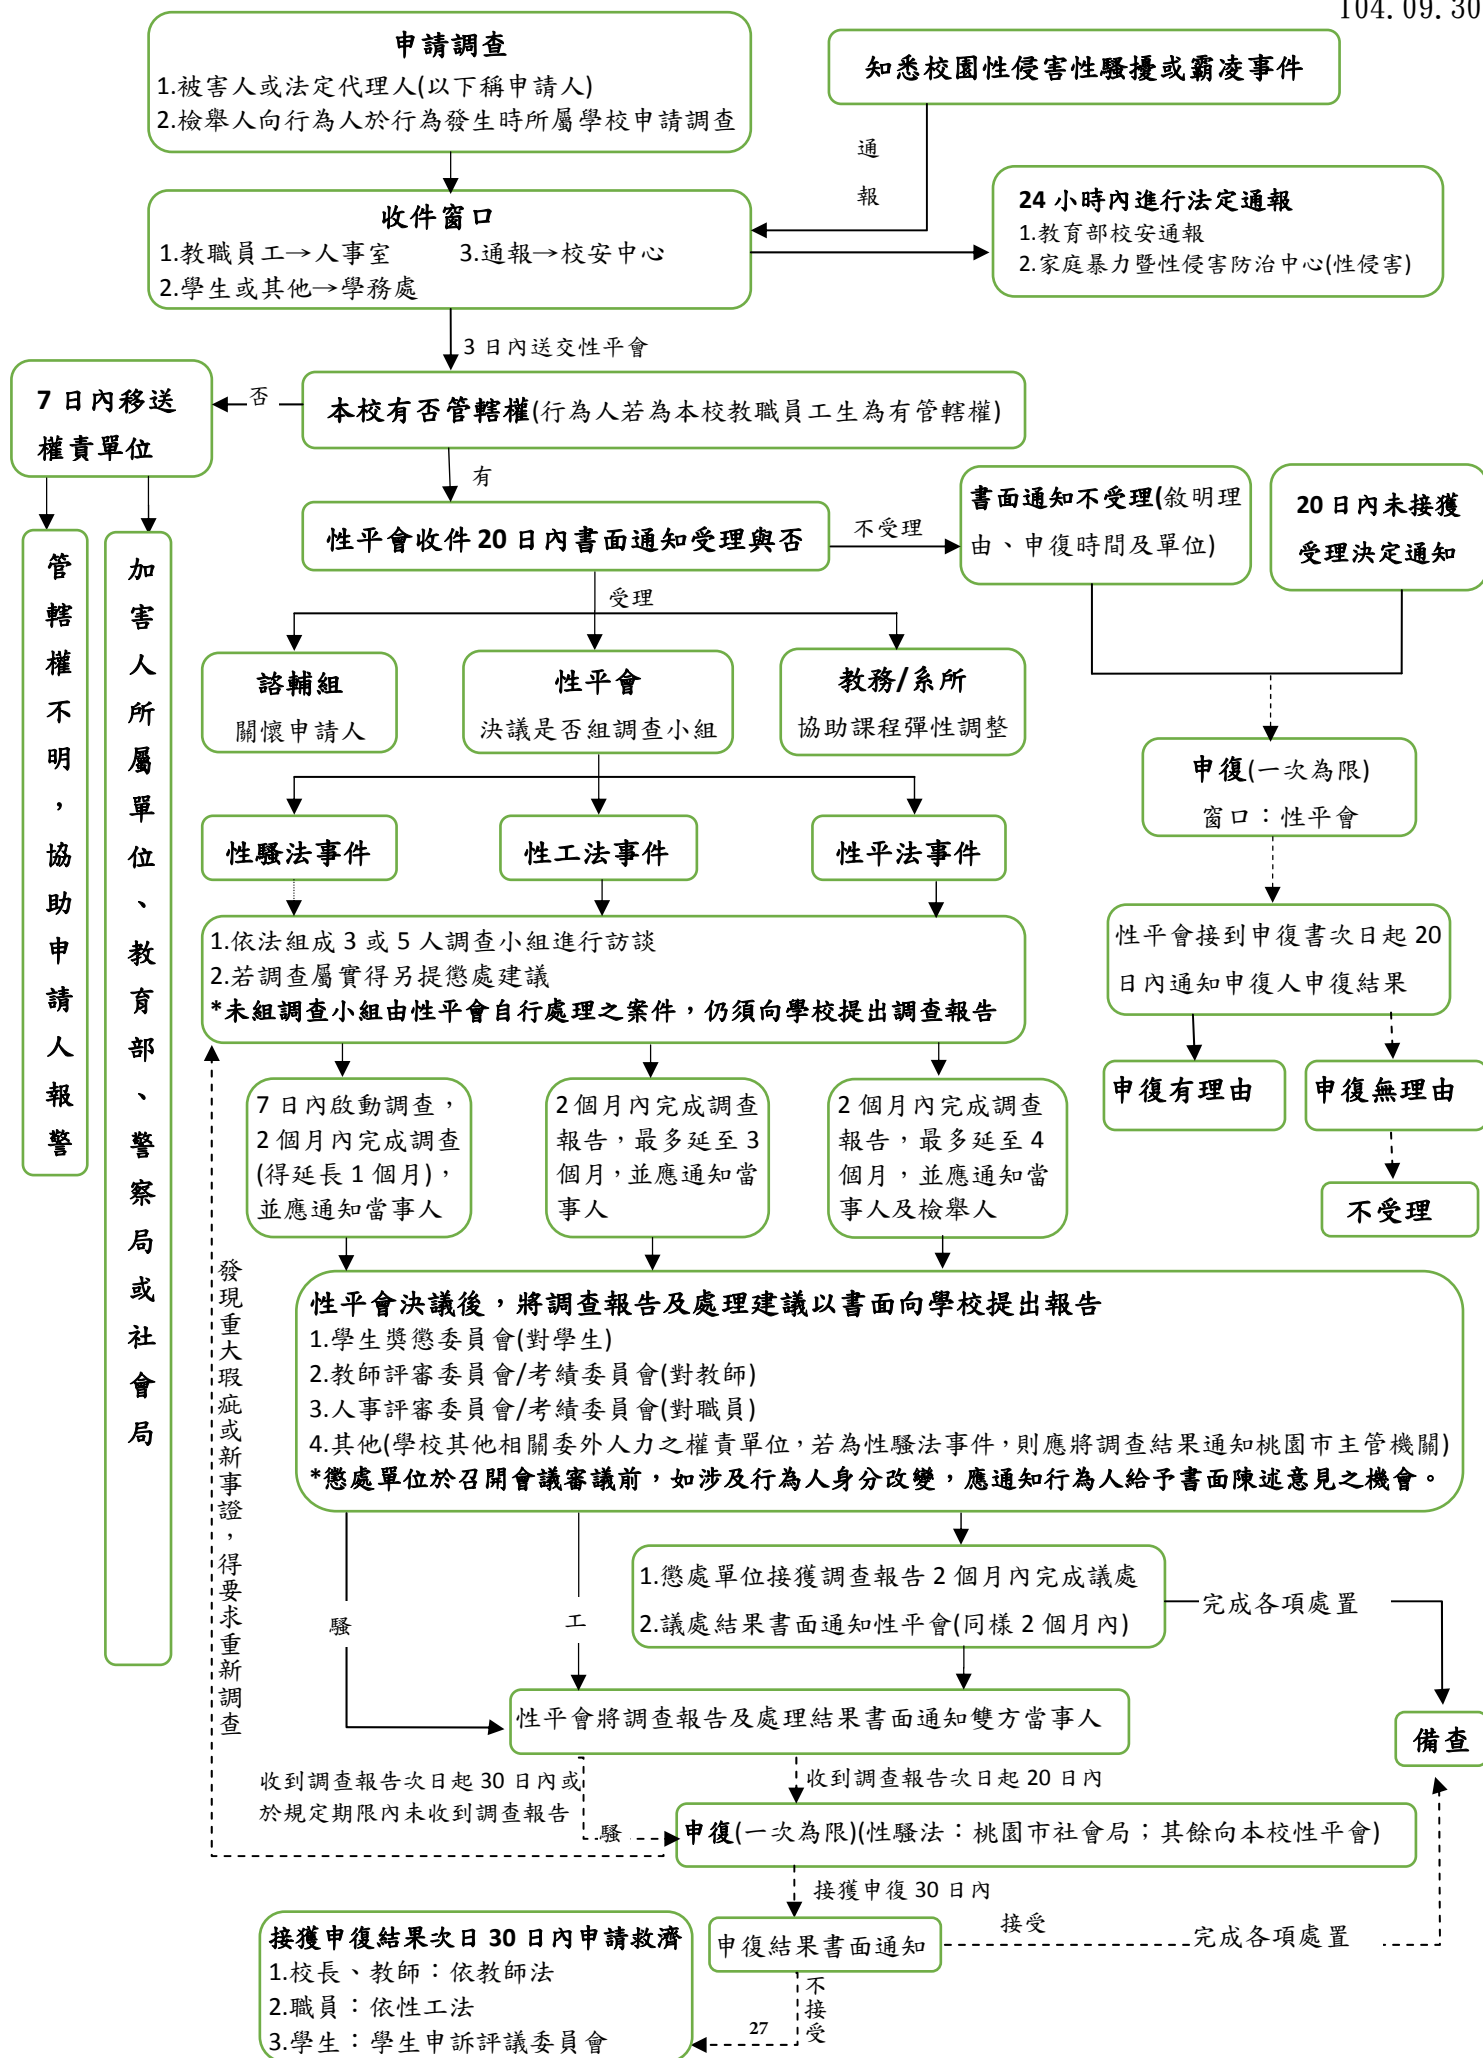 104.09.30
申請調查
1.被害人或法定代理人(以下稱申請人)
2.檢舉人向行為人於行為發生時所屬學校申請調查
知悉校園性侵害性騷擾或霸凌事件
通
報
收件窗口
1.教職員工→人事室 3.通報→校安中心
2.學生或其他→學務處
24 小時內進行法定通報
1.教育部校安通報
2.家庭暴力暨性侵害防治中心(性侵害)
3 日內送交性平會
7 日內移送
權責單位
否
本校有否管轄權(行為人若為本校教職員工生為有管轄權)
有
管轄權不明，協助申請人報警
加害人所屬單位、教育部、警察局或社會局
性平會收件 20 日內書面通知受理與否
不受理
書面通知不受理(敘明理
由、申復時間及單位)
20 日內未接獲
受理決定通知
受理
諮輔組
關懷申請人
性平會
決議是否組調查小組
教務/系所
協助課程彈性調整
申復(一次為限)
窗口：性平會
性騷法事件
性工法事件
性平法事件
性平會接到申復書次日起 20
日內通知申復人申復結果
1.依法組成 3 或 5 人調查小組進行訪談
2.若調查屬實得另提懲處建議
*未組調查小組由性平會自行處理之案件，仍須向學校提出調查報告
申復有理由
申復無理由
不受理
7 日內啟動調查，
2 個月內完成調查
(得延長 1 個月)，
並應通知當事人
2 個月內完成調查
報告，最多延至 3
個月，並應通知當
事人
2 個月內完成調查
報告，最多延至 4
個月，並應通知當
事人及檢舉人
發現重大瑕疵或新事證，得要求重新調查
性平會決議後，將調查報告及處理建議以書面向學校提出報告
1.學生獎懲委員會(對學生)
2.教師評審委員會/考績委員會(對教師)
3.人事評審委員會/考績委員會(對職員)
4.其他(學校其他相關委外人力之權責單位，若為性騷法事件，則應將調查結果通知桃園市主管機關)
*懲處單位於召開會議審議前，如涉及行為人身分改變，應通知行為人給予書面陳述意見之機會。
騷
工
1.懲處單位接獲調查報告 2 個月內完成議處
2.議處結果書面通知性平會(同樣 2 個月內)
完成各項處置
性平會將調查報告及處理結果書面通知雙方當事人
備查
收到調查報告次日起 30 日內或
於規定期限內未收到調查報告
收到調查報告次日起 20 日內
騷
申復(一次為限)(性騷法：桃園市社會局；其餘向本校性平會)
接獲申復 30 日內
申復結果書面通知
接受
完成各項處置
不接受
接獲申復結果次日 30 日內申請救濟
1.校長、教師：依教師法
2.職員：依性工法
3.學生：學生申訴評議委員會
27